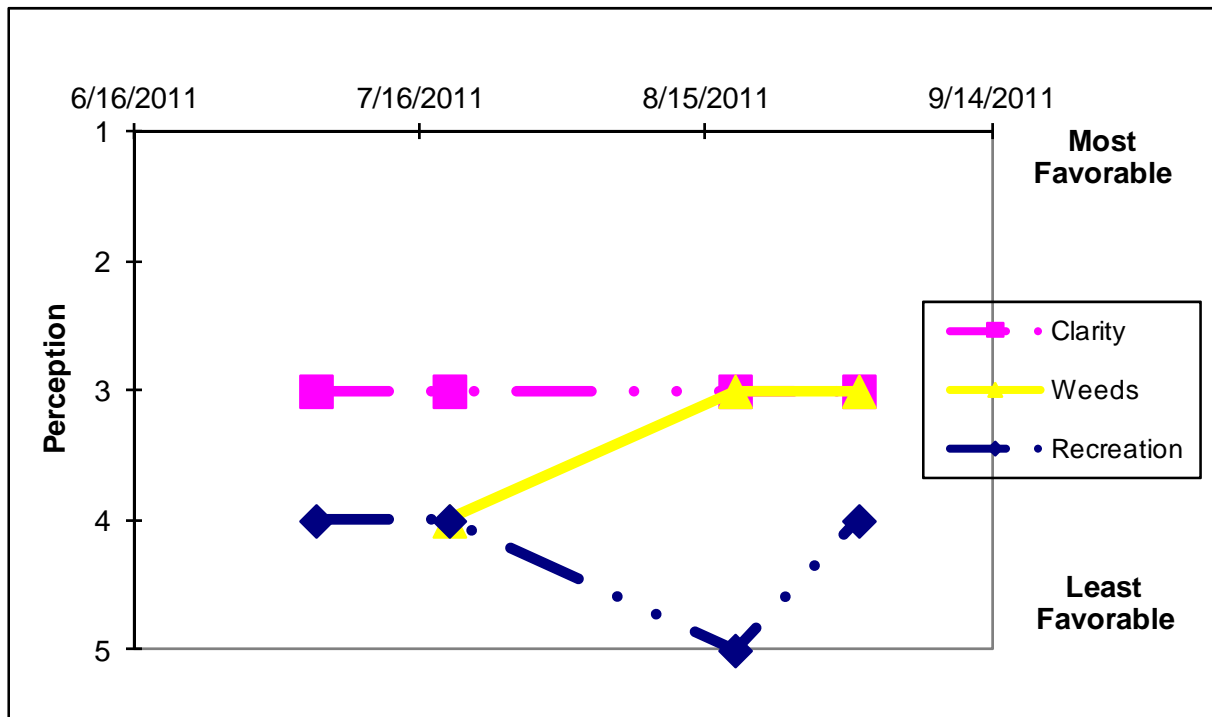 6/16/2011 7/16/2011 8/15/2011 9/14/2011
1
2
3
4
5
Perception
Most
Favorable
Clarity
Weeds
Recreation
Least
Favorable